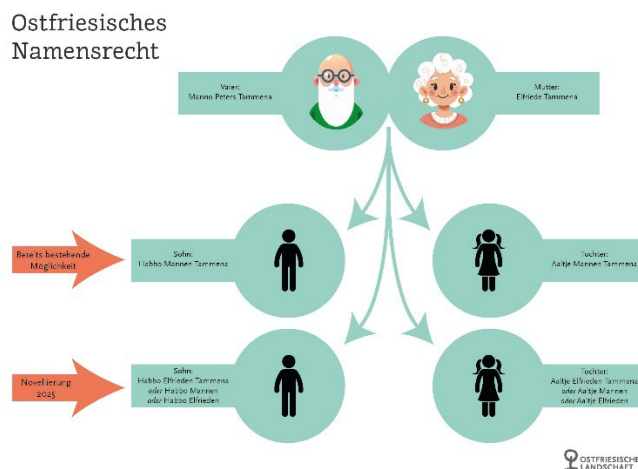 Ostfriesisches
Namensrecht
Vater:
Manno Peters Tammena
Mutter:
Elfriede Tammena
Bereits bestehende
Möglichkeit
Sohn:
Habbo Mannen Tammena
Tochter:
Aaltje Mannen Tammena
Novellierung
2025
Sohn:
Habbo Elfrieden Tammena
oder Habbo Mannen
oder Habbo Elfrieden
Tochter:
Aaltje Elfrieden Tammena
oder Aaltje Mannen
oder Aaltje Elfrieden
OSTFRIESISCHE
LANDSCHAFT